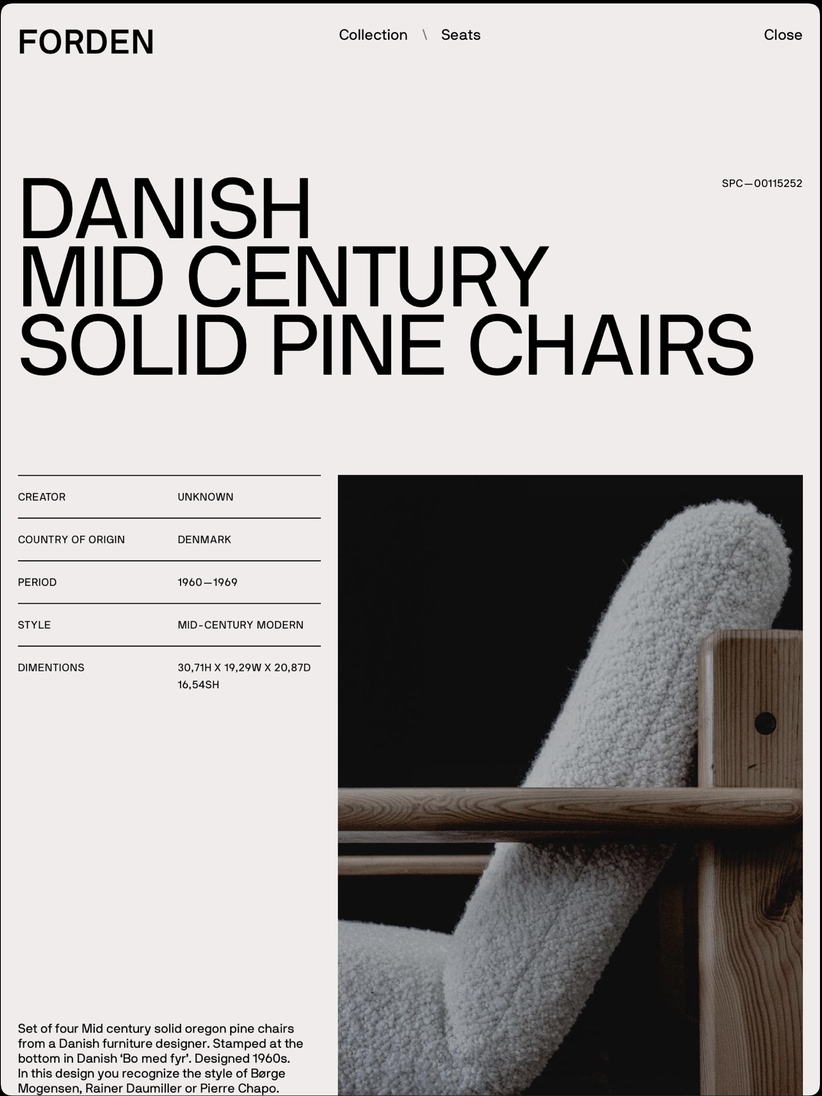 FORDEN
Collection \ Seats
Close
DANISH
MID CENTURY
SOLID PINE CHAIRS
SPC—00115252
CREATOR UNKNOWN
COUNTRY OF ORIGIN DENMARK
PERIOD 1960—1969
STYLE MID-CENTURY MODERN
DIMENTIONS 30,71H X 19,29W X 20,87D
16,54SH
Set of four Mid century solid oregon pine chairs
from a Danish furniture designer. Stamped at the
bottom in Danish ‘Bo med fyr’. Designed 1960s.
In this design you recognize the style of Børge
Mogensen, Rainer Daumiller or Pierre Chapo.